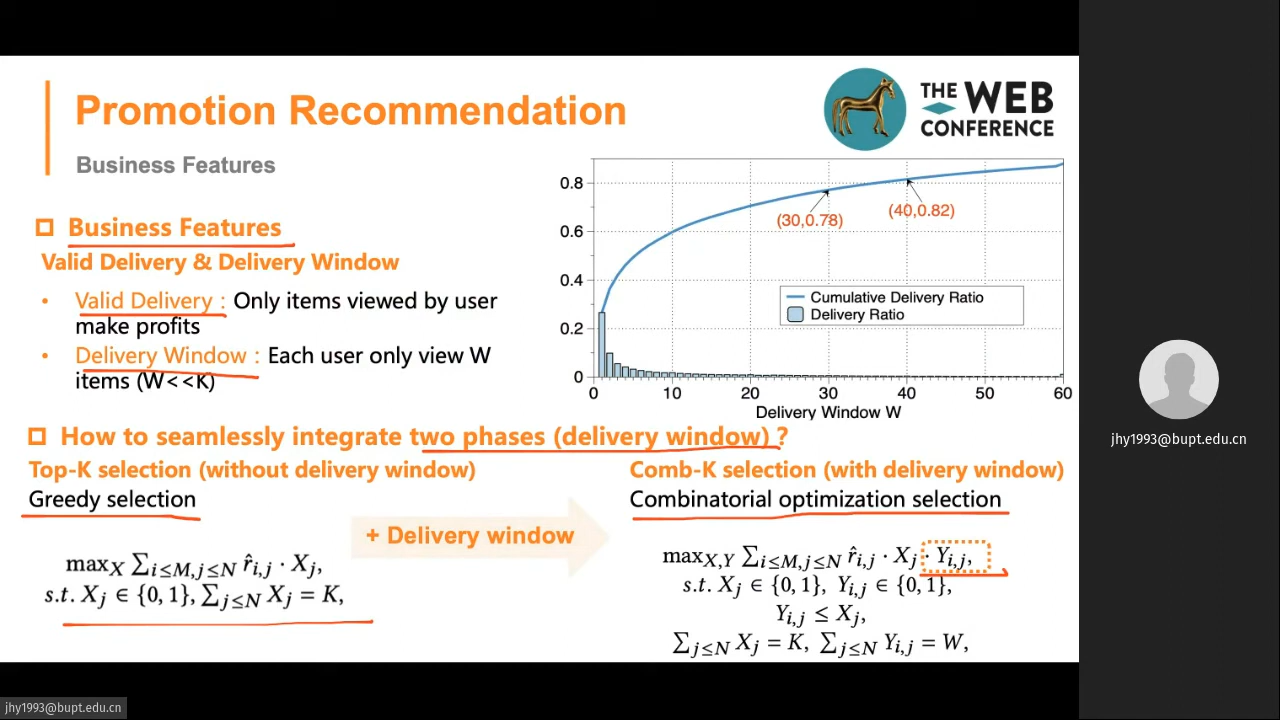 Promotion Recommendation
Business Features
THE WEB
CONFERENCE
Business Features
Valid Delivery & Delivery Window
• Valid Delivery : Only items viewed by user
make profits
• Delivery Window : Each user only view W
items (W<<K)
0.8
0.6
0.4
0.2
0
(30,0.78)
(40,0.82)
Cumulative Delivery Ratio
Delivery Ratio
0 10 20 30 40 50 60
Delivery Window W
How to seamlessly integrate two phases (delivery window) ?
Top-K selection (without delivery window)
Greedy selection
max_X ∑_{i≤M,j≤N} r̂_{i,j} · X_j,
s.t. X_j ∈ {0, 1}, ∑_{j≤N} X_j = K,
+ Delivery window
Comb-K selection (with delivery window)
Combinatorial optimization selection
max_{X,Y} ∑_{i≤M,j≤N} r̂_{i,j} · X_j · Y_{i,j},
s.t. X_j ∈ {0, 1}, Y_{i,j} ∈ {0, 1},
Y_{i,j} ≤ X_j,
∑_{j≤N} X_j = K, ∑_{j≤N} Y_{i,j} = W,
jhy1993@bupt.edu.cn
jhy1993@bupt.edu.cn